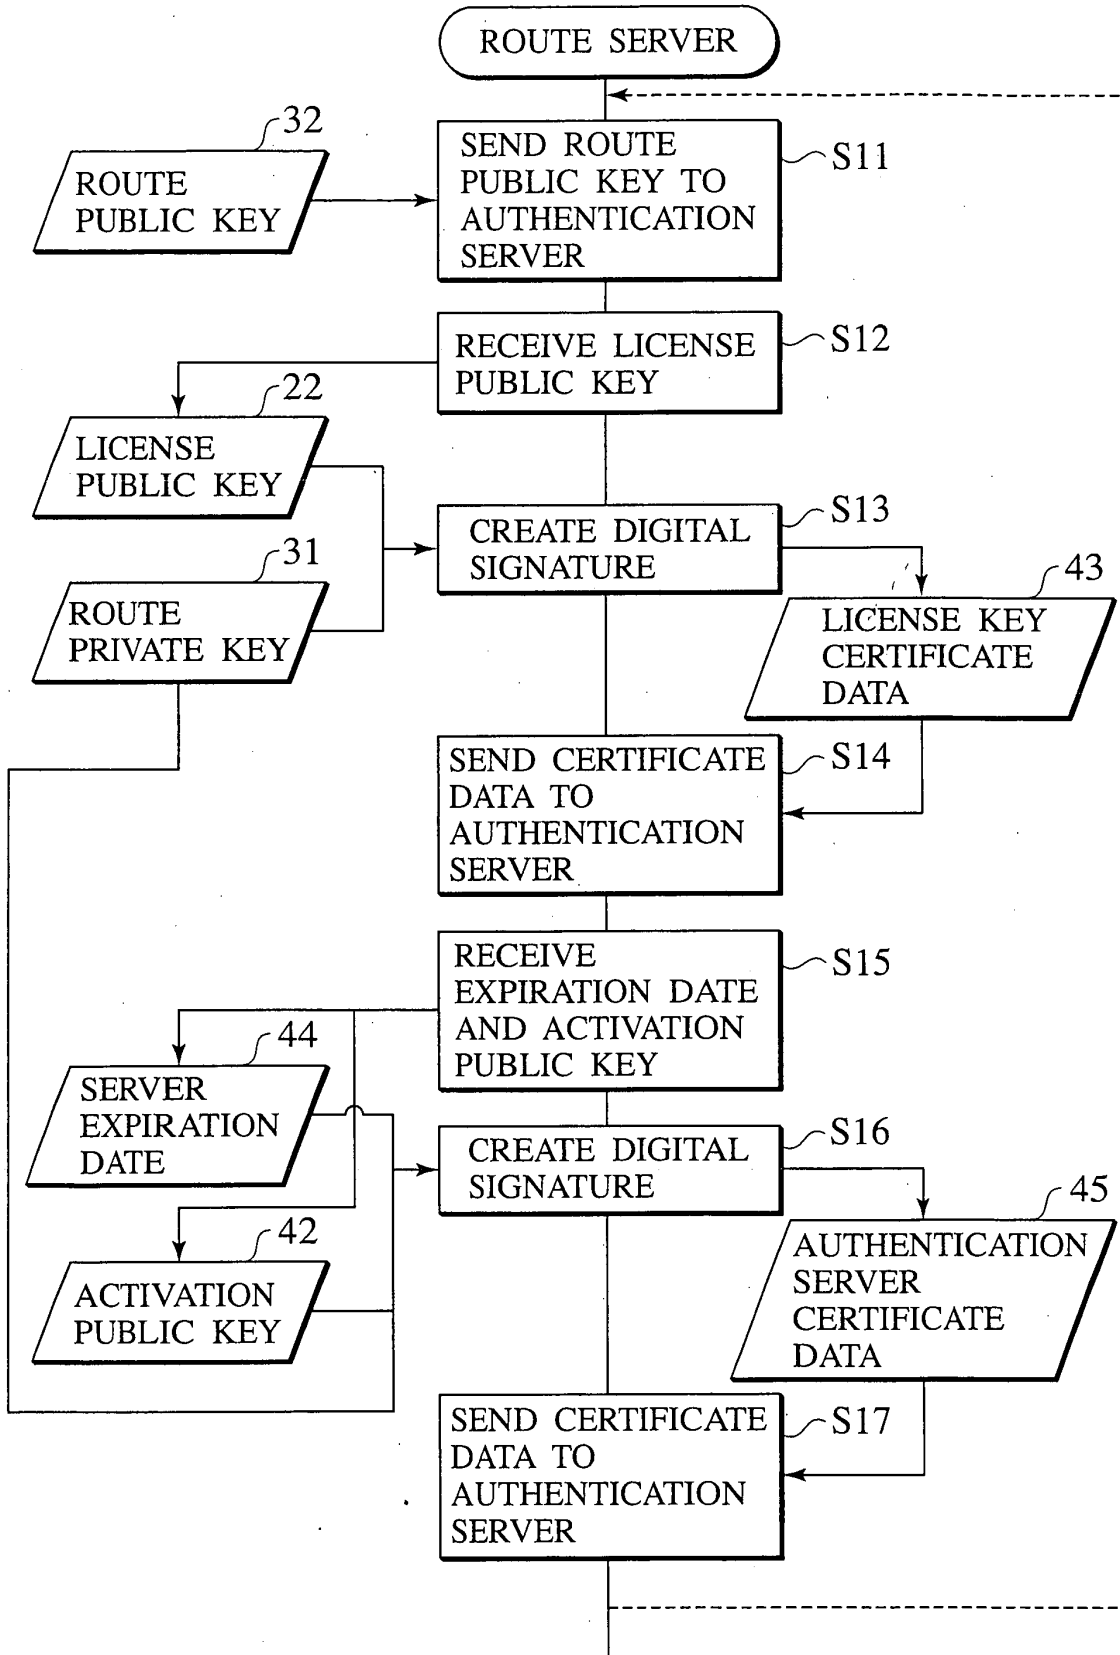 ROUTE SERVER
32
ROUTE
PUBLIC KEY
SEND ROUTE
PUBLIC KEY TO
AUTHENTICATION
SERVER
S11
RECEIVE LICENSE
PUBLIC KEY
S12
22
LICENSE
PUBLIC KEY
CREATE DIGITAL
SIGNATURE
S13
31
ROUTE
PRIVATE KEY
43
LICENSE KEY
CERTIFICATE
DATA
SEND CERTIFICATE
DATA TO
AUTHENTICATION
SERVER
S14
RECEIVE
EXPIRATION DATE
AND ACTIVATION
PUBLIC KEY
S15
44
SERVER
EXPIRATION
DATE
CREATE DIGITAL
SIGNATURE
S16
42
ACTIVATION
PUBLIC KEY
45
AUTHENTICATION
SERVER
CERTIFICATE
DATA
SEND CERTIFICATE
DATA TO
AUTHENTICATION
SERVER
S17